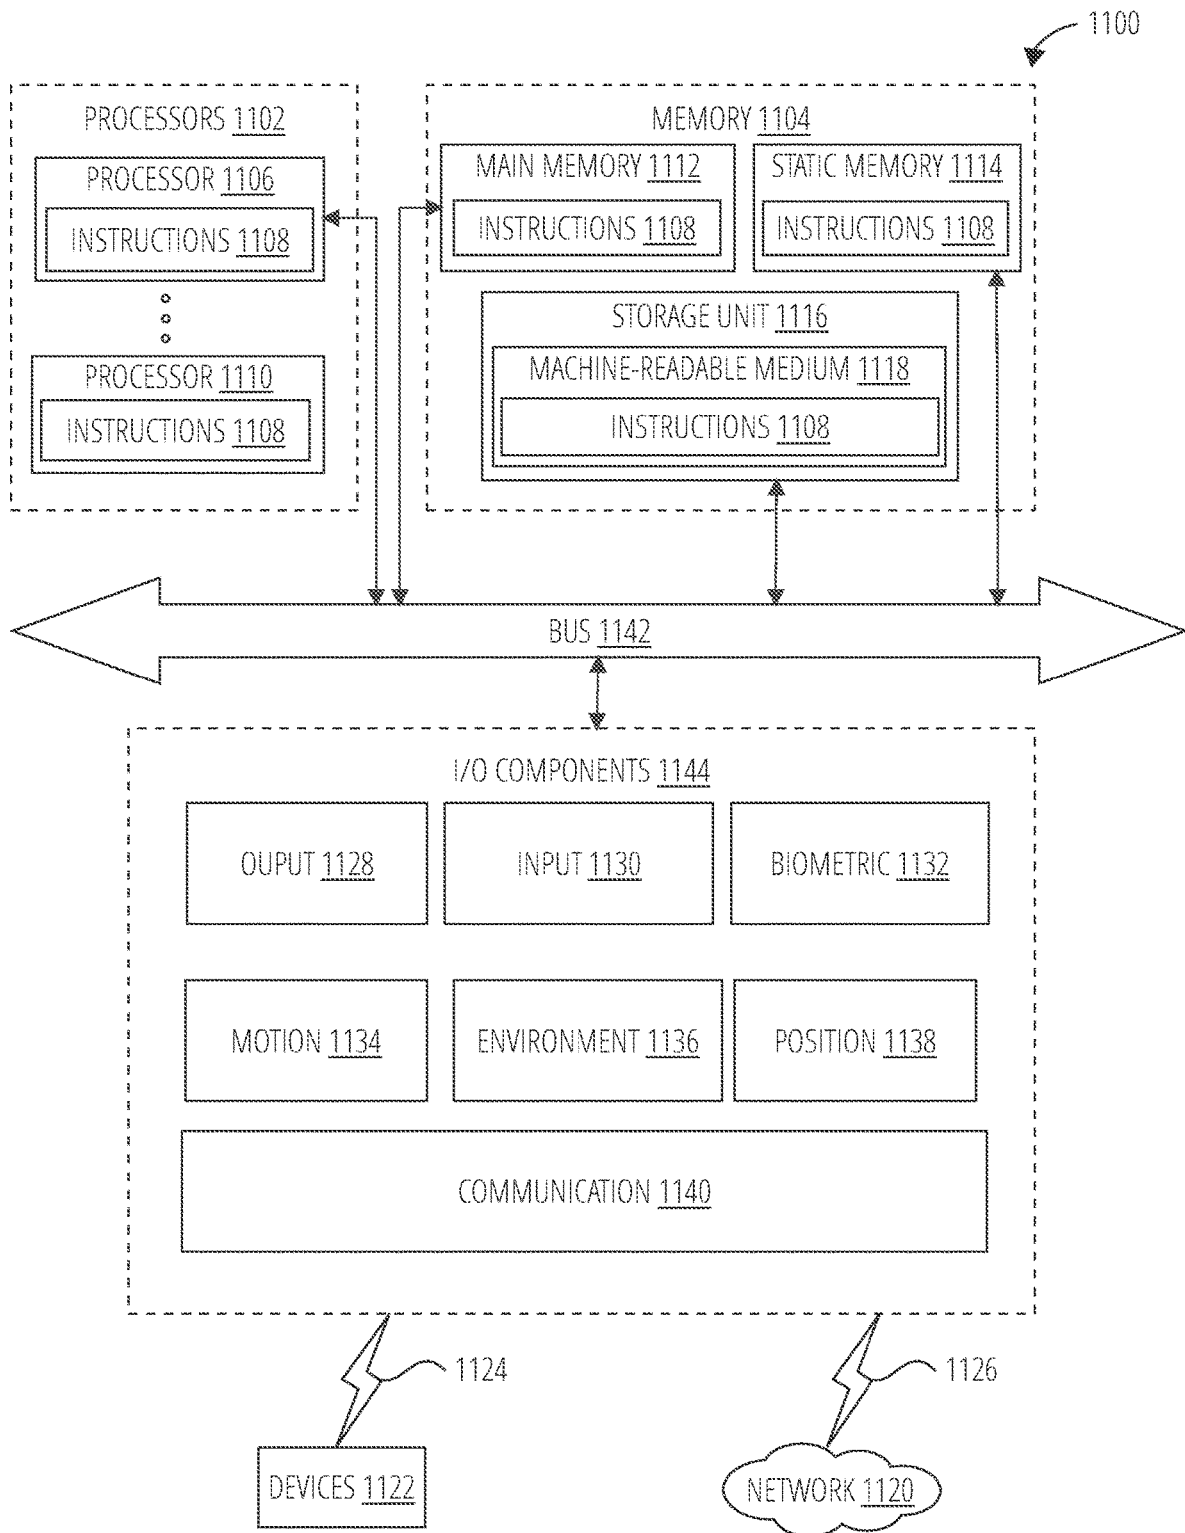 1100
PROCESSORS 1102
PROCESSOR 1106
INSTRUCTIONS 1108
PROCESSOR 1110
INSTRUCTIONS 1108
MEMORY 1104
MAIN MEMORY 1112
INSTRUCTIONS 1108
STATIC MEMORY 1114
INSTRUCTIONS 1108
STORAGE UNIT 1116
MACHINE-READABLE MEDIUM 1118
INSTRUCTIONS 1108
BUS 1142
I/O COMPONENTS 1144
OUPUT 1128
INPUT 1130
BIOMETRIC 1132
MOTION 1134
ENVIRONMENT 1136
POSITION 1138
COMMUNICATION 1140
1124
1126
DEVICES 1122
NETWORK 1120